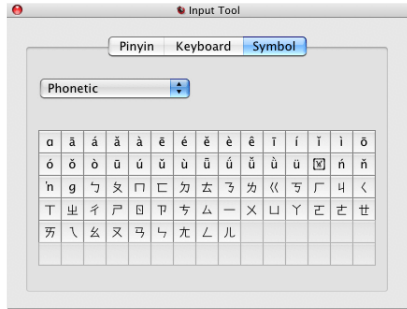 Input Tool
Pinyin Keyboard Symbol
Phonetic
ɑ ā á ǎ à ē é ě è ê ī í ǐ ì ō
ó ǒ ò ū ú ǔ ù ǖ ǘ ǚ ǜ ü ń ň
ǹ ɡ ㄅ ㄆ ㄇ ㄈ ㄉ ㄊ ㄋ ㄌ ㄍ ㄎ ㄏ ㄐ ㄑ
ㄒ ㄓ ㄔ ㄕ ㄖ ㄗ ㄘ ㄙ ㄧ ㄨ ㄩ ㄚ ㄛ ㄜ ㄝ
ㄞ ㄟ ㄠ ㄡ ㄢ ㄣ ㄤ ㄥ ㄦ